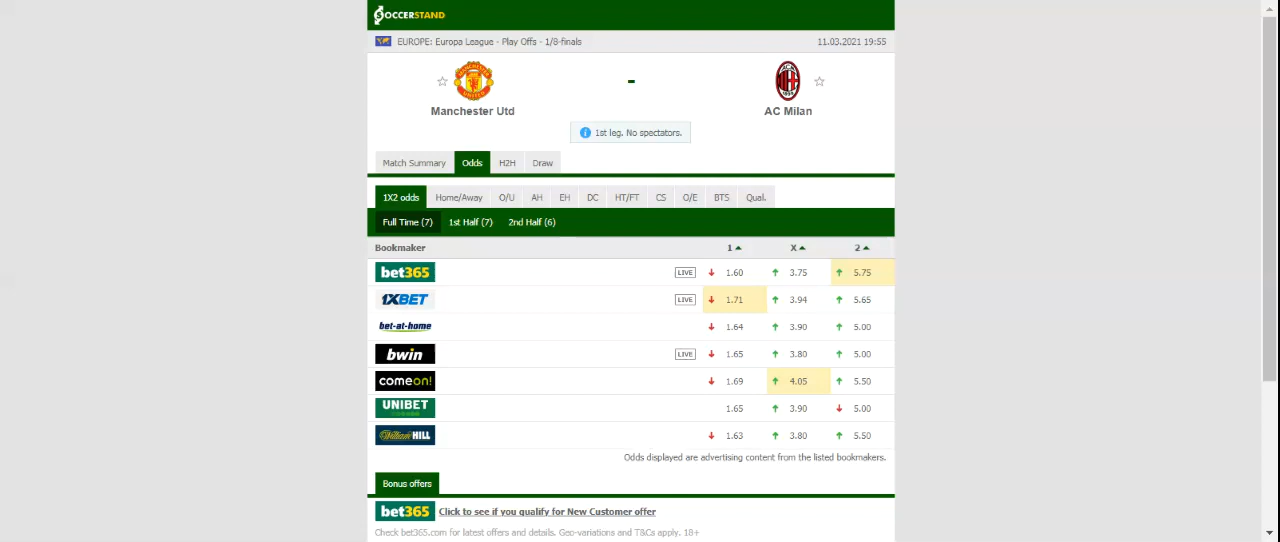 SOCCERSTAND
EUROPE: Europa League - Play Offs - 1/8-finals 11.03.2021 19:55
-
Manchester Utd AC Milan
1st leg. No spectators.
Match Summary Odds H2H Draw
1X2 odds Home/Away O/U AH EH DC HT/FT CS O/E BTS Qual.
Full Time (7) 1st Half (7) 2nd Half (6)
Bookmaker 1 X 2
bet365 LIVE 1.60 3.75 5.75
1XBET LIVE 1.71 3.94 5.65
bet-at-home 1.64 3.90 5.00
bwin LIVE 1.65 3.80 5.00
comeon! 1.69 4.05 5.50
UNIBET 1.65 3.90 5.00
William HILL 1.63 3.80 5.50
Odds displayed are advertising content from the listed bookmakers.
Bonus offers
bet365 Click to see if you qualify for New Customer offer
Check bet365.com for latest offers and details. Geo-variations and T&Cs apply. 18+